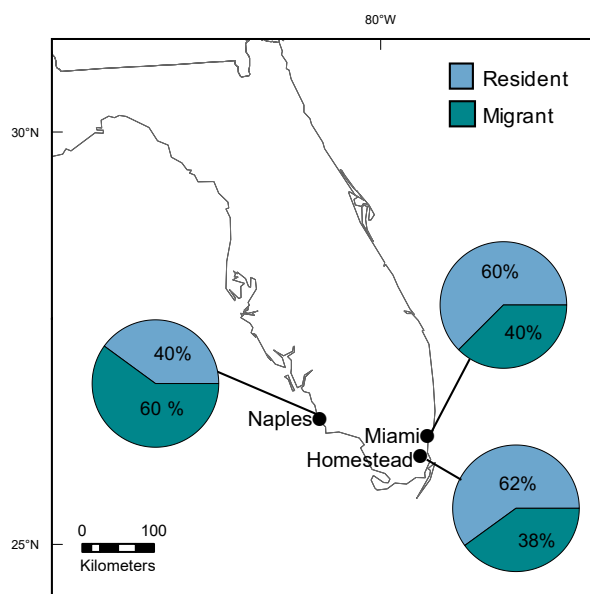 80°W
Resident
Migrant
30°N
60%
40%
40%
60 %
Naples
Miami
Homestead
62%
38%
0 100
Kilometers
25°N